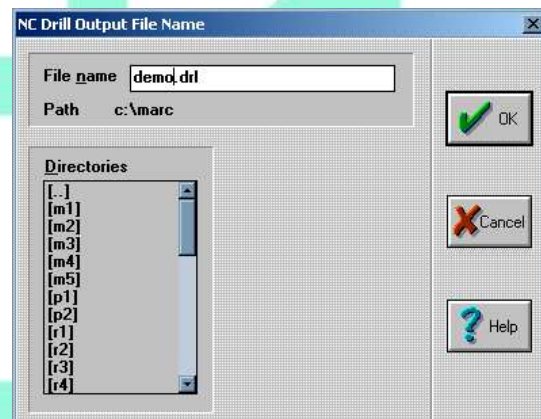 NC Drill Output File Name
File name demo.drl
Path c:\marc
OK
Directories
[..]
[m1]
[m2]
[m3]
[m4]
[m5]
[p1]
[p2]
[r1]
[r2]
[r3]
[r4]
Cancel
Help